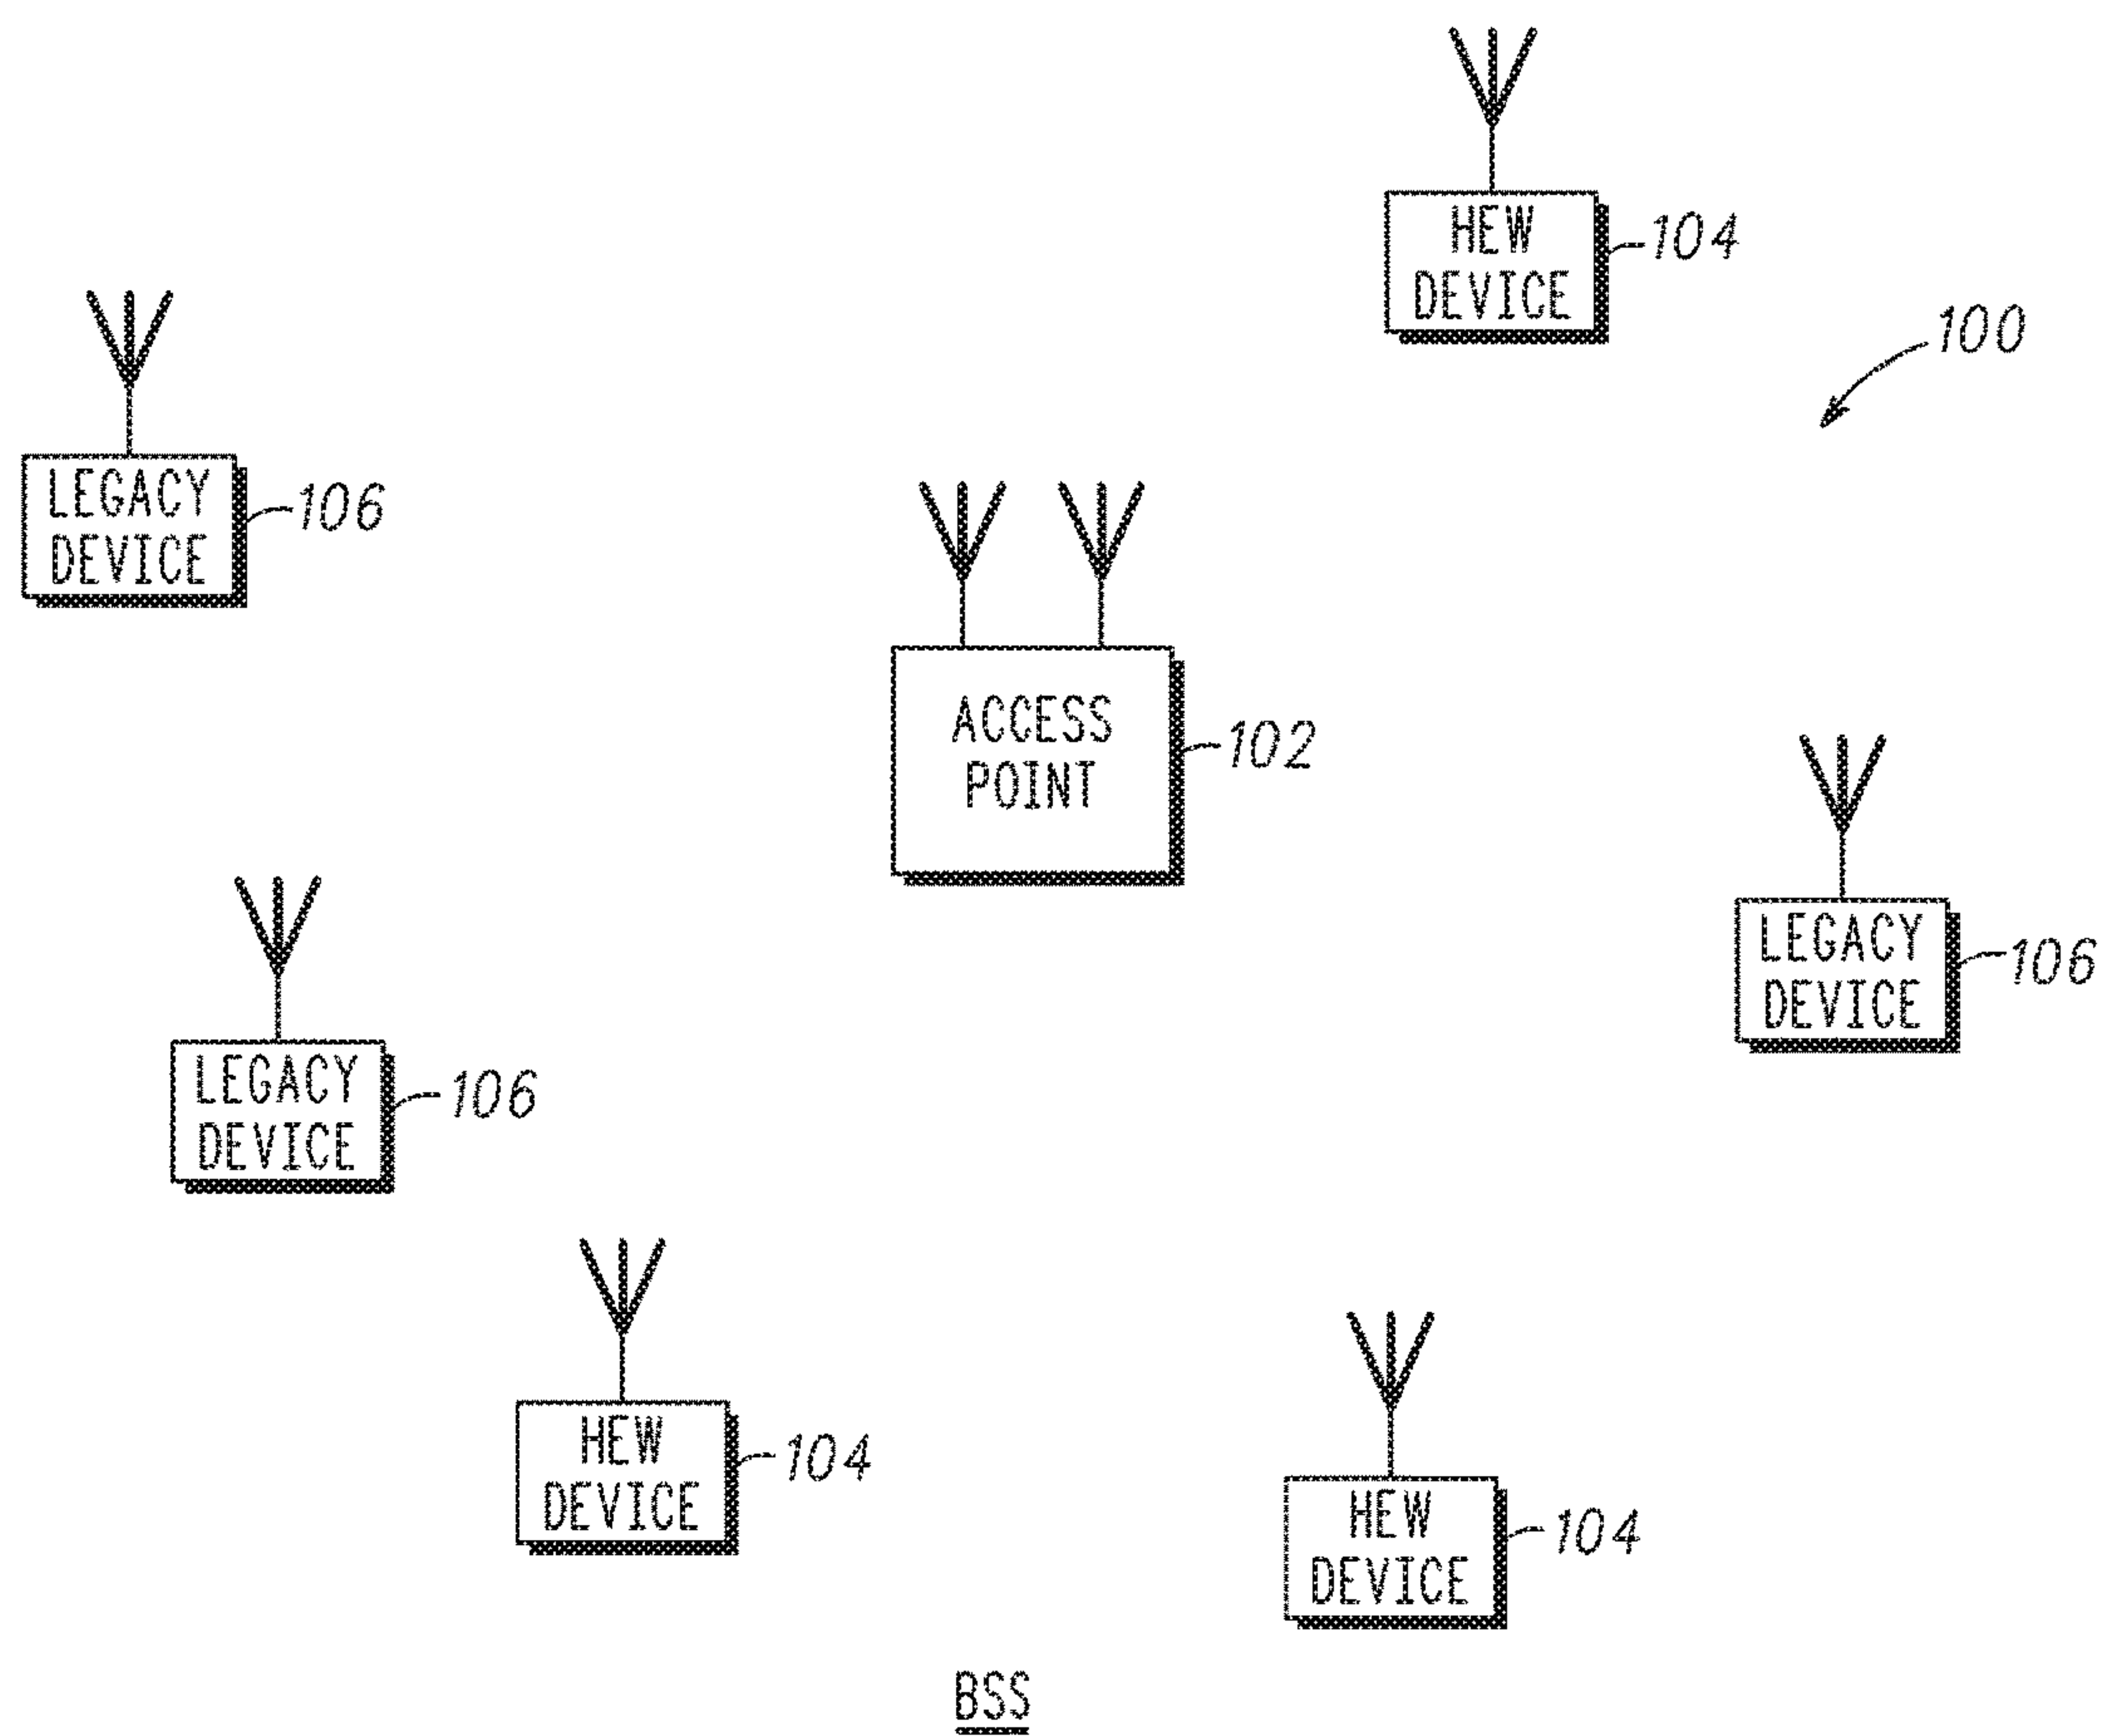 HEW
DEVICE
104
100
LEGACY
DEVICE
106
ACCESS
POINT
102
LEGACY
DEVICE
106
LEGACY
DEVICE
106
HEW
DEVICE
104
HEW
DEVICE
104
BSS